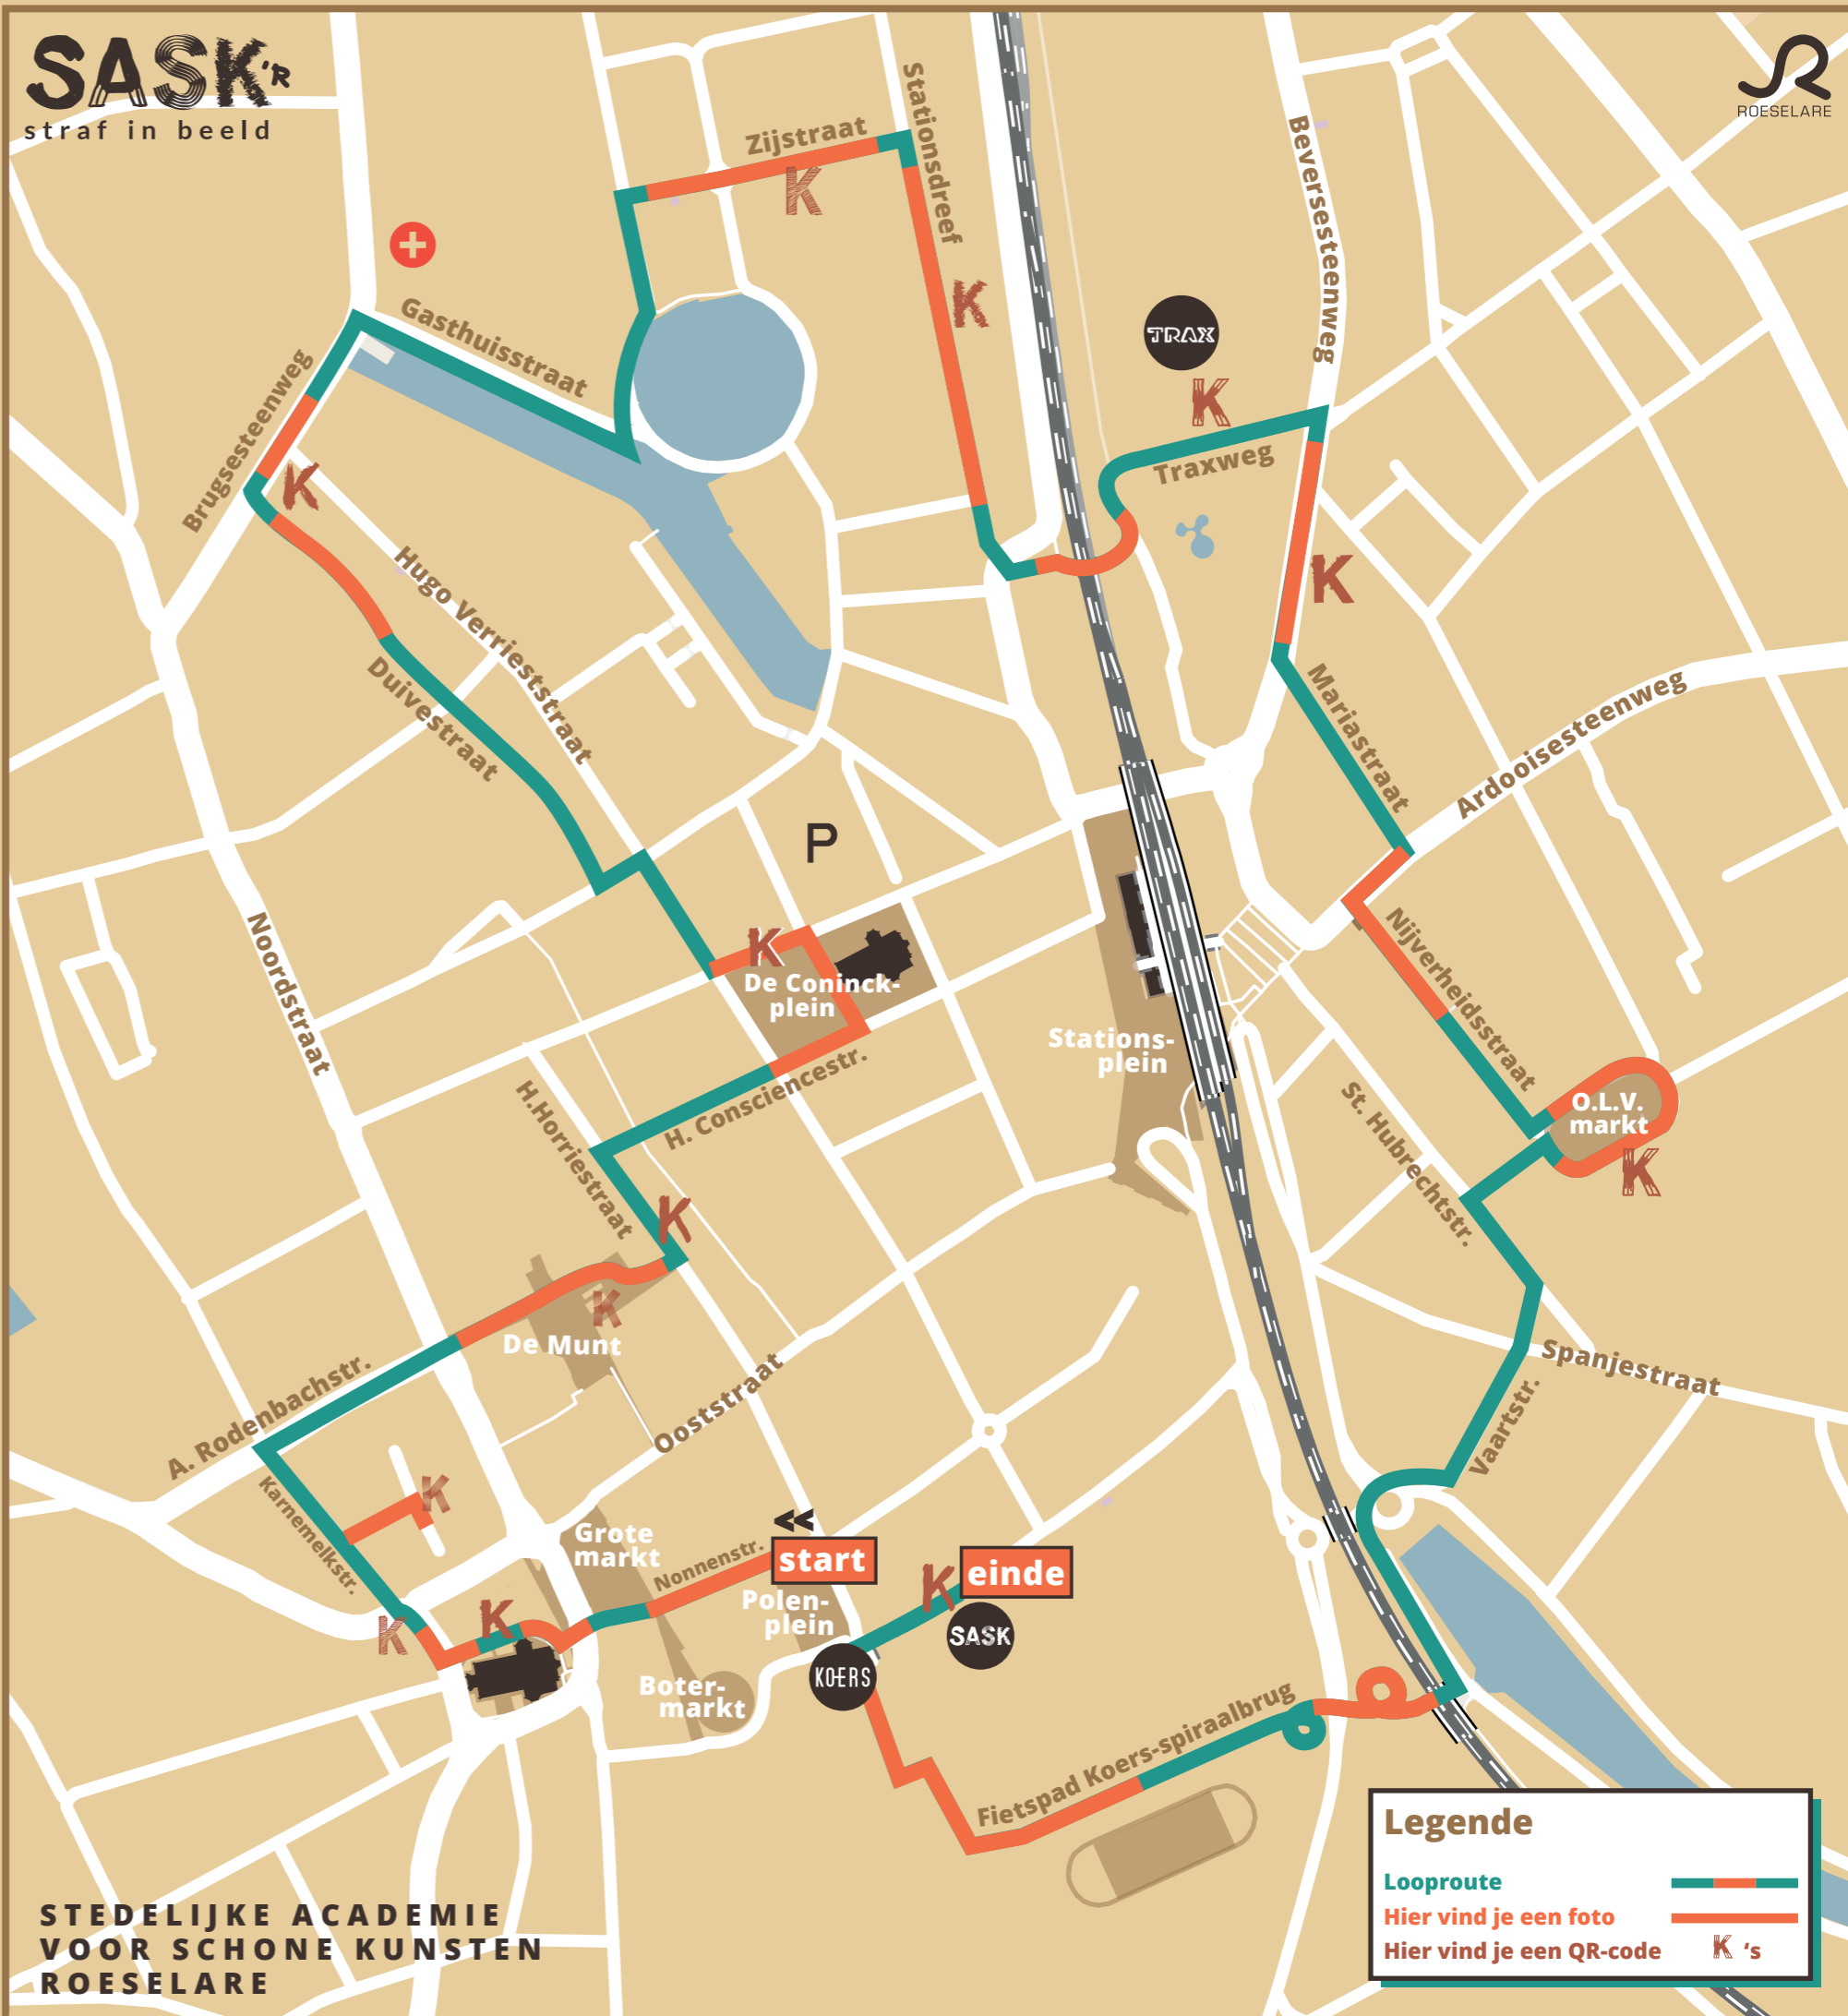 SASK'R
straf in beeld
ROESELARE
Zijstraat
K
Stationsdreef
K
Beversesteenweg
TRAX
K
Traxweg
Gasthuisstraat
Brugsesteenweg
K
Hugo Verrieststraat
Duivestraat
K
Mariastraat
Ardooisesteenweg
P
Noordstraat
K
De Coninck-
plein
H. Consciencestr.
Stations-
plein
Nijverheidsstraat
O.L.V.
markt
K
St. Hubrechtstr.
H.Horriestraat
K
K
De Munt
A. Rodenbachstr.
Ooststraat
Spanjestraat
Vaartstr.
Karnemelkstr.
K
Grote
markt
Nonnenstr.
start
einde
K
Polen-
plein
SASK
KOERS
K
K
Boter-
markt
Fietspad Koers-spiraalbrug
Legende
Looproute
Hier vind je een foto
Hier vind je een QR-code K ‘s
STEDELIJKE ACADEMIE
VOOR SCHONE KUNSTEN
ROESELARE